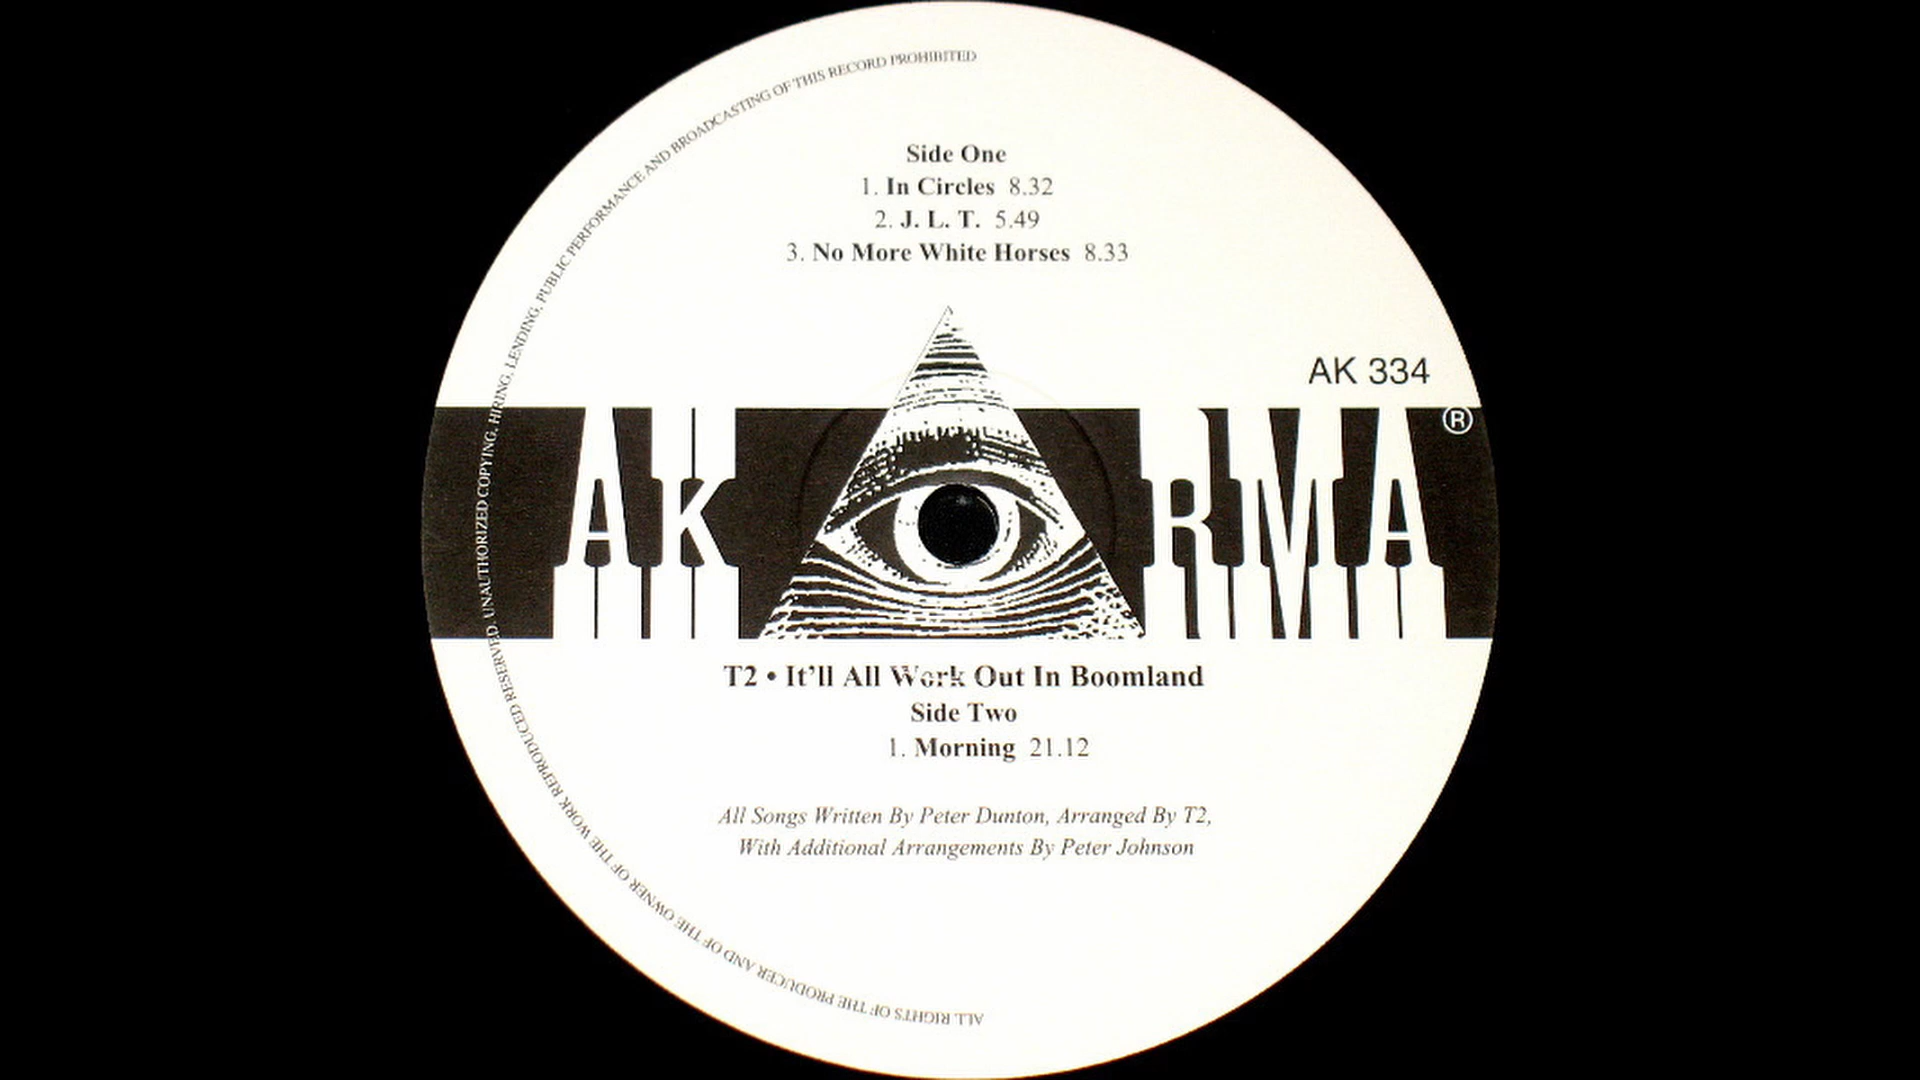 Side One
1. In Circles 8.32
2. J. L. T. 5.49
3. No More White Horses 8.33
AK 334
AK RMA ®
T2 • It'll All Work Out In Boomland
Side Two
1. Morning 21.12
All Songs Written By Peter Dunton, Arranged By T2,
With Additional Arrangements By Peter Johnson
ALL RIGHTS OF THE PRODUCER AND OF THE OWNER OF THE WORK REPRODUCED RESERVED. UNAUTHORIZED COPYING, HIRING, LENDING, PUBLIC PERFORMANCE AND BROADCASTING OF THIS RECORD PROHIBITED